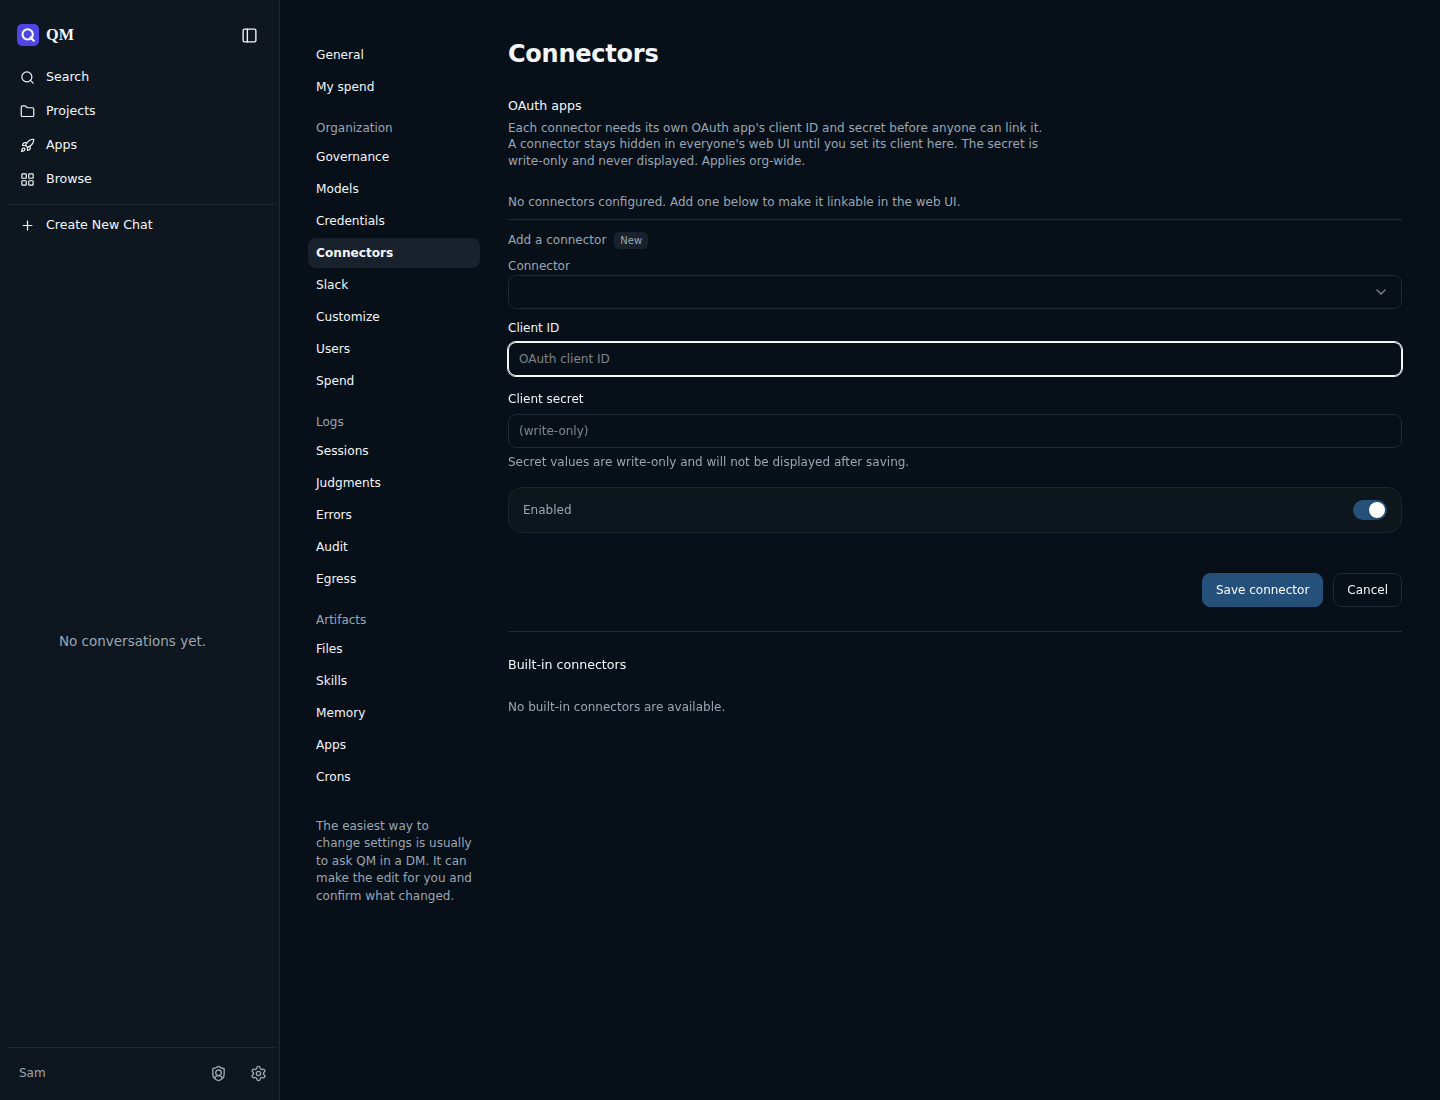 QM
Search
Projects
Apps
Browse
Create New Chat
No conversations yet.
Sam
General
My spend
Organization
Governance
Models
Credentials
Connectors
Slack
Customize
Users
Spend
Logs
Sessions
Judgments
Errors
Audit
Egress
Artifacts
Files
Skills
Memory
Apps
Crons
The easiest way to
change settings is usually
to ask QM in a DM. It can
make the edit for you and
confirm what changed.
Connectors
OAuth apps
Each connector needs its own OAuth app's client ID and secret before anyone can link it.
A connector stays hidden in everyone's web UI until you set its client here. The secret is
write-only and never displayed. Applies org-wide.
No connectors configured. Add one below to make it linkable in the web UI.
Add a connector New
Connector
Client ID
OAuth client ID
Client secret
(write-only)
Secret values are write-only and will not be displayed after saving.
Enabled
Save connector Cancel
Built-in connectors
No built-in connectors are available.